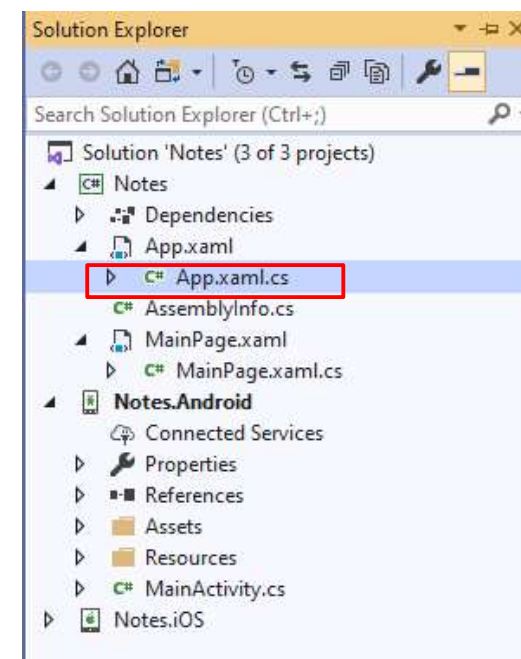 Solution Explorer
Search Solution Explorer (Ctrl+;)
Solution 'Notes' (3 of 3 projects)
C# Notes
Dependencies
App.xaml
C# App.xaml.cs
C# AssemblyInfo.cs
MainPage.xaml
C# MainPage.xaml.cs
Notes.Android
Connected Services
Properties
References
Assets
Resources
C# MainActivity.cs
Notes.iOS